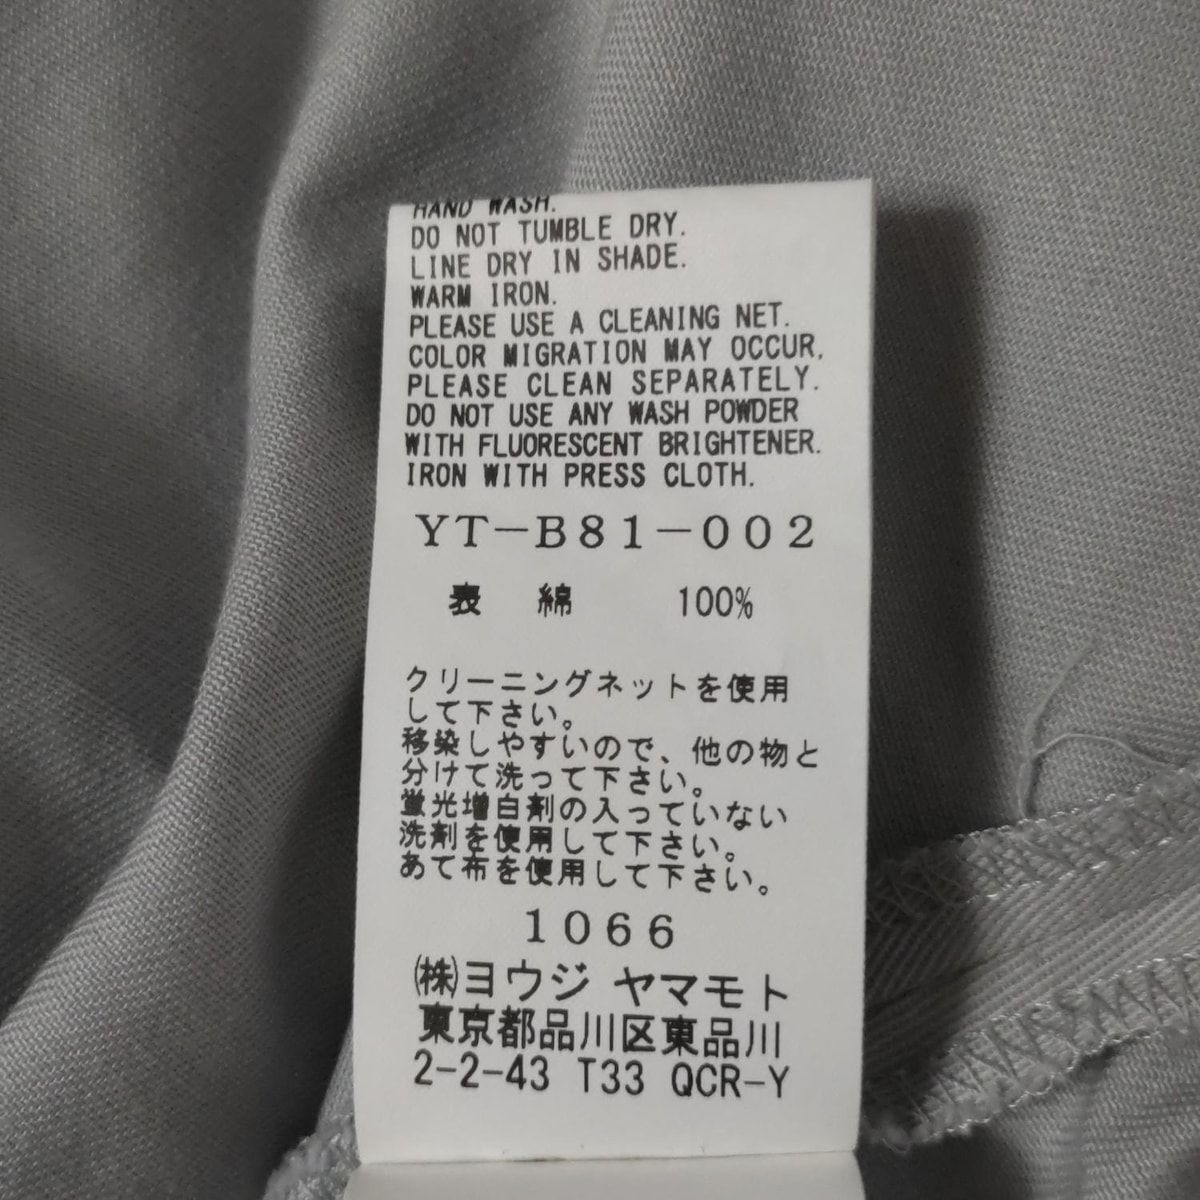 HAND WASH.
DO NOT TUMBLE DRY.
LINE DRY IN SHADE.
WARM IRON.
PLEASE USE A CLEANING NET.
COLOR MIGRATION MAY OCCUR,
PLEASE CLEAN SEPARATELY.
DO NOT USE ANY WASH POWDER
WITH FLUORESCENT BRIGHTENER.
IRON WITH PRESS CLOTH.
YT-B81-002
表 綿 100%
クリーニングネットを使用
して下さい。
移染しやすいので、他の物と
分けて洗って下さい。
蛍光増白剤の入っていない
洗剤を使用して下さい。
あて布を使用して下さい。
1066
㈱ヨウジ ヤマモト
東京都品川区東品川
2-2-43 T33 QCR-Y